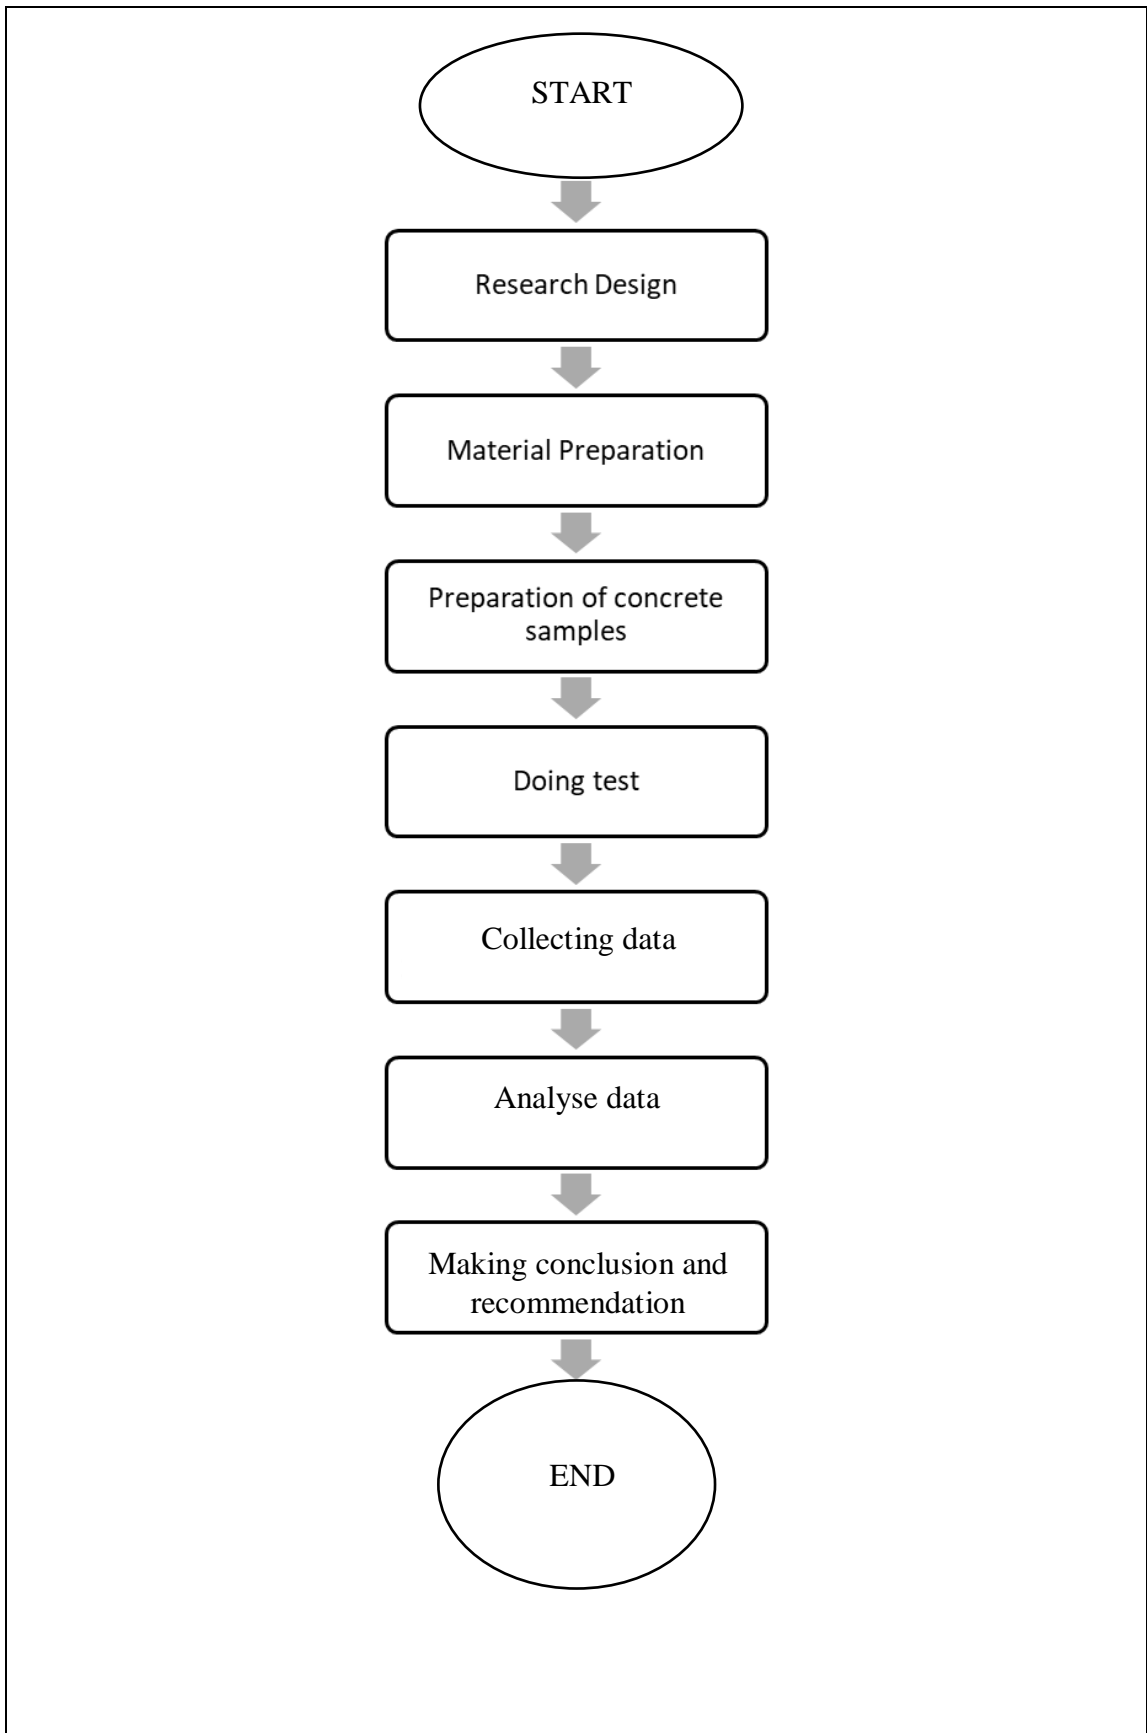 START
Research Design
Material Preparation
Preparation of concrete
samples
Doing test
Collecting data
Analyse data
Making conclusion and
recommendation
END